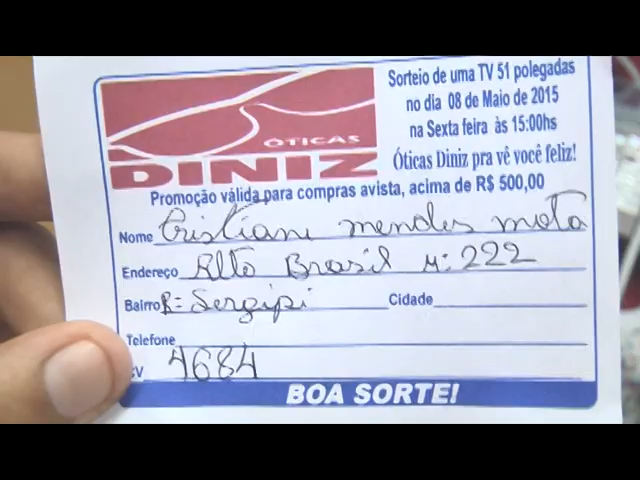 Sorteio de uma TV 51 polegadas
no dia 08 de Maio de 2015
na Sexta feira às 15:00hs
Óticas Diniz pra vê você feliz!
ÓTICAS
DINIZ
Promoção válida para compras avista, acima de R$ 500,00
Nome Cristiani mendes mota
Endereço Alto Brasil N: 222
Bairro R= Sergipi Cidade
Telefone
CV 4684
BOA SORTE!